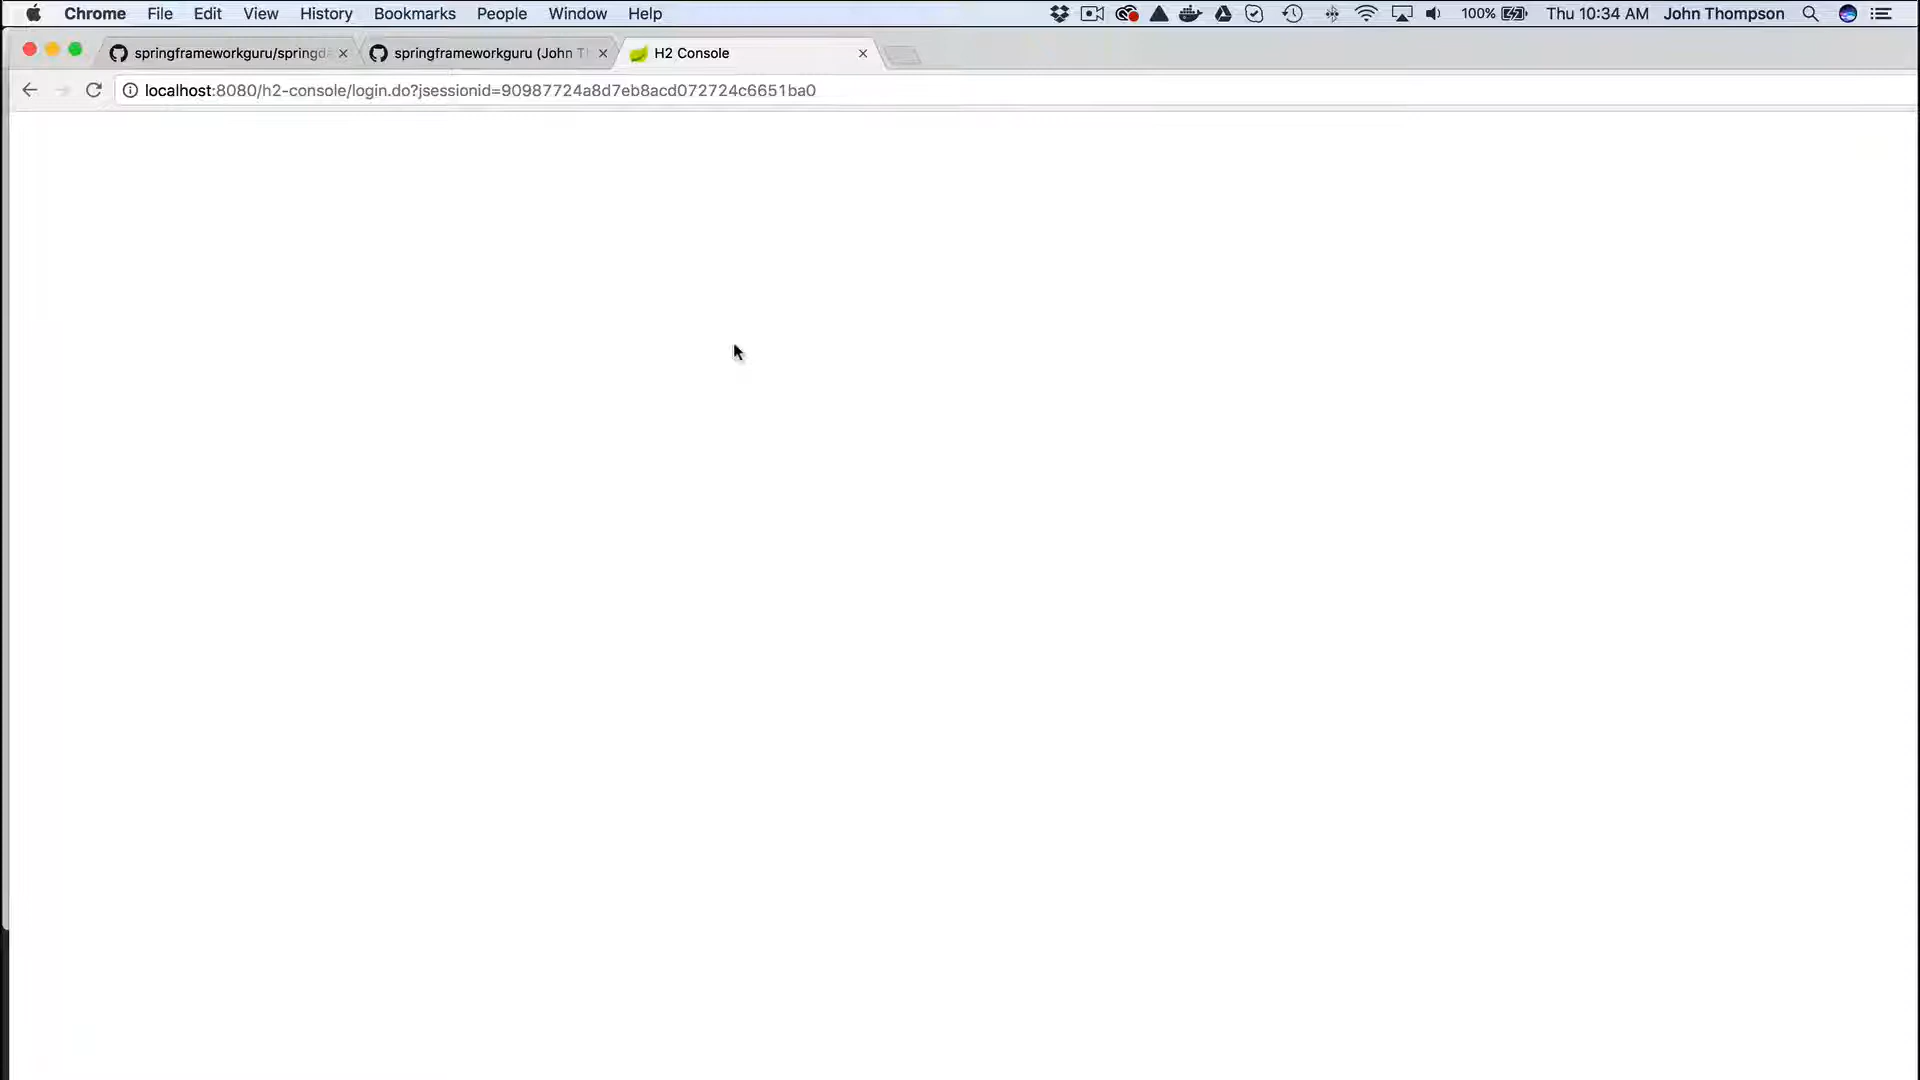 Chrome File Edit View History Bookmarks People Window Help 100% Thu 10:34 AM John Thompson
springframeworkguru/springd springframeworkguru (John T H2 Console
localhost:8080/h2-console/login.do?jsessionid=90987724a8d7eb8acd072724c6651ba0